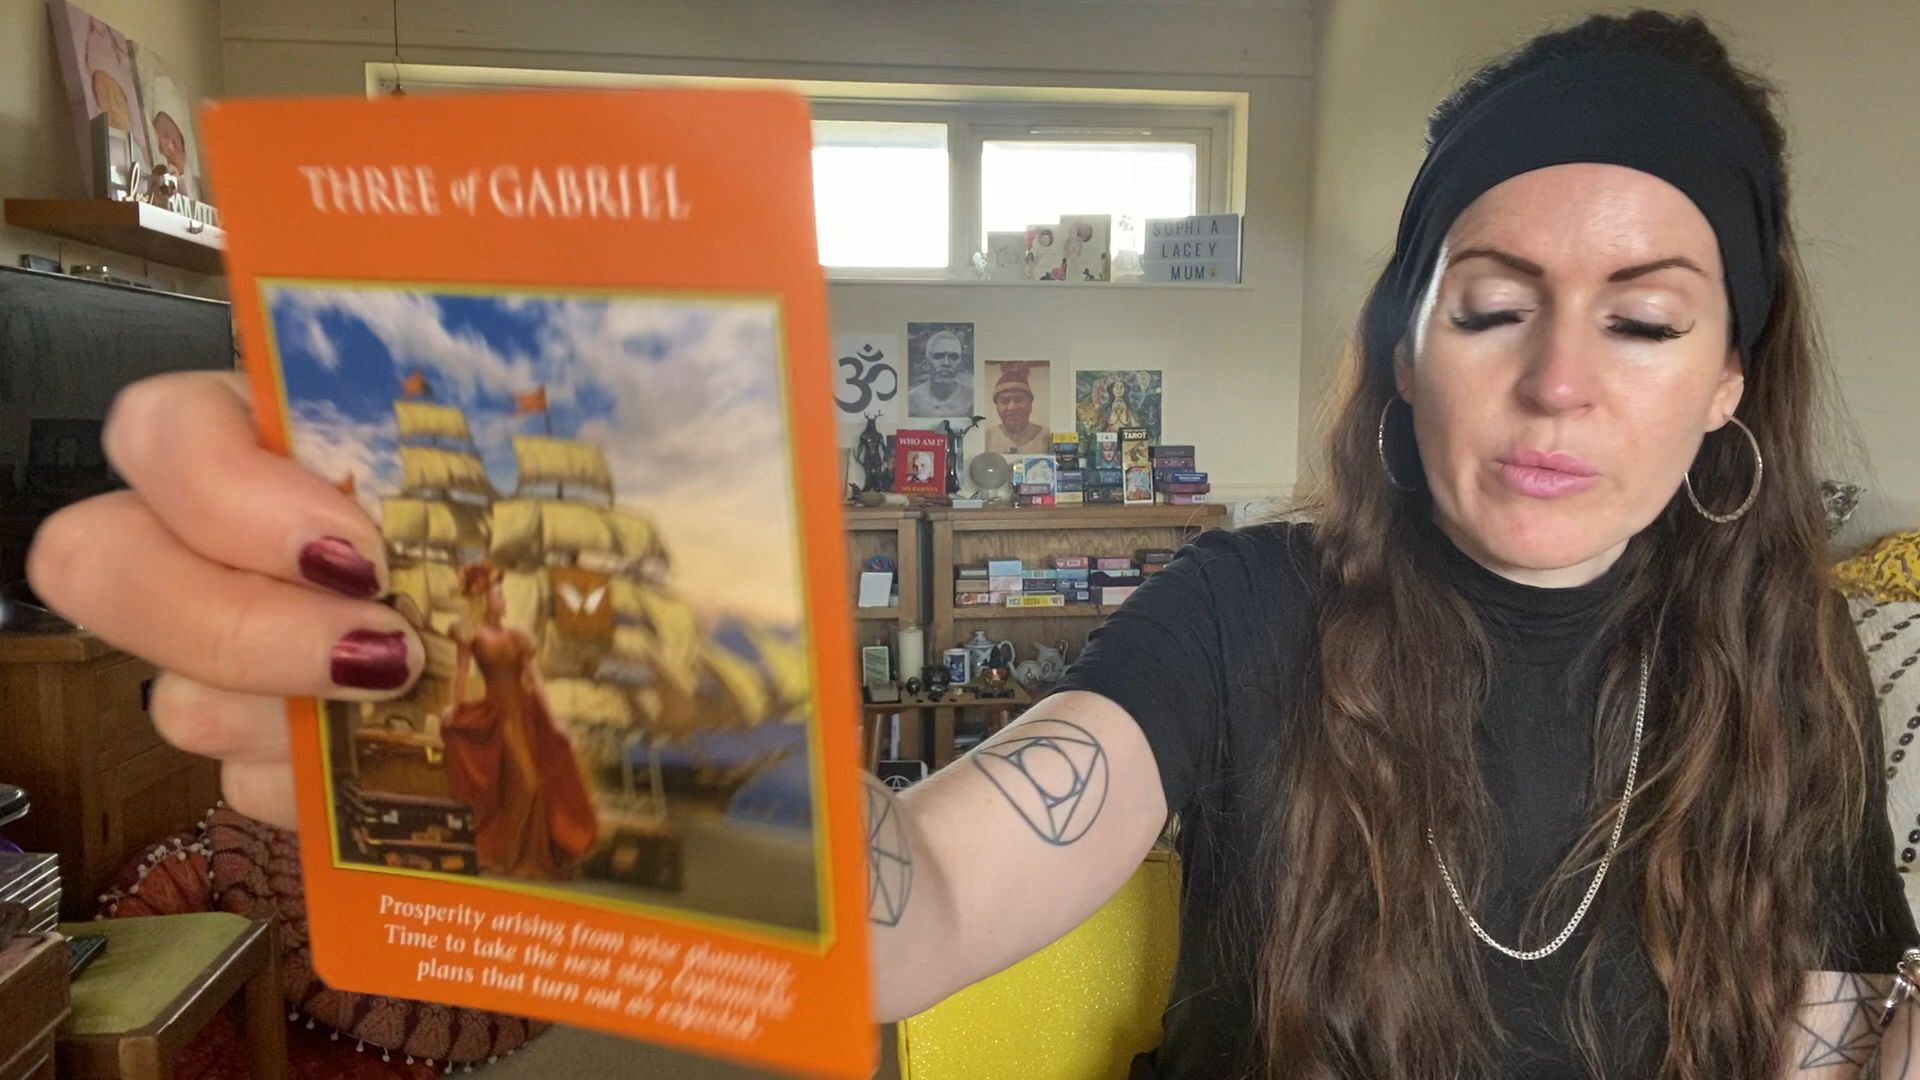 THREE of GABRIEL
Prosperity arising from wise planning.
Time to take the next step.
plans that turn out as expected.
SOPHIA
LACEY
MUM
WHO AM I?
TAROT